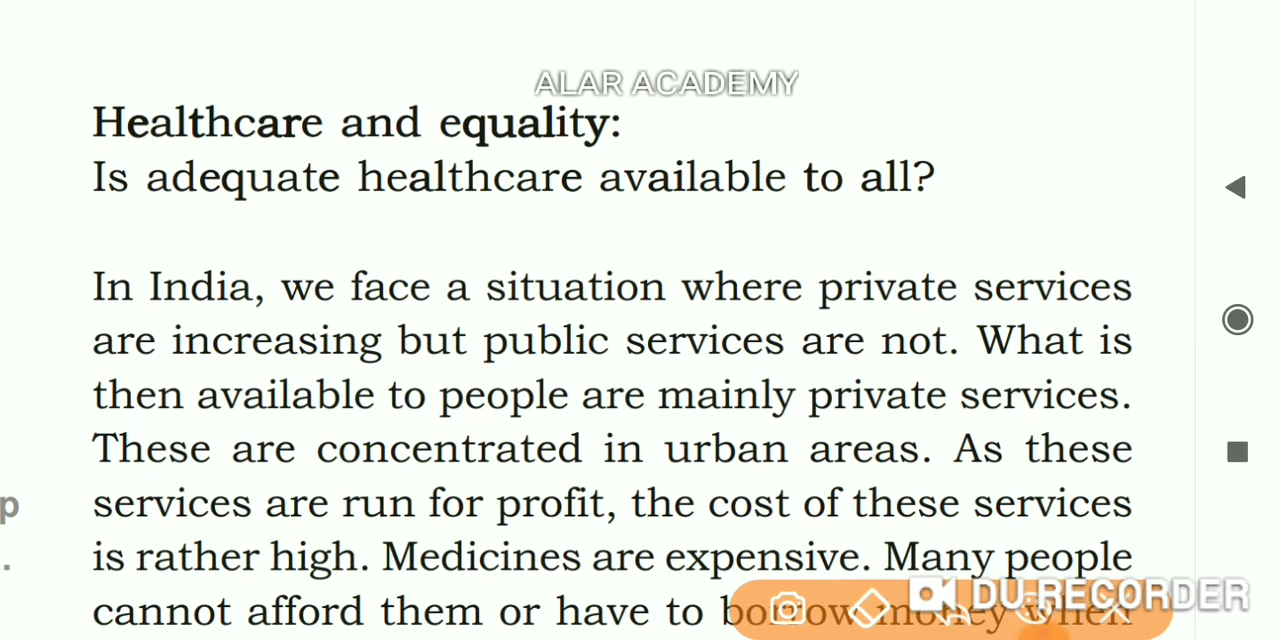 ALAR ACADEMY
Healthcare and equality:
Is adequate healthcare available to all?
In India, we face a situation where private services
are increasing but public services are not. What is
then available to people are mainly private services.
These are concentrated in urban areas. As these
p services are run for profit, the cost of these services
. is rather high. Medicines are expensive. Many people
cannot afford them or have to borrow money when
DU RECORDER